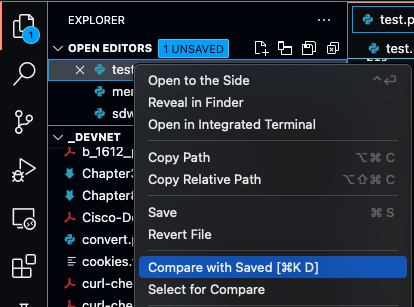 EXPLORER
...
test.p
1
OPEN EDITORS
1 UNSAVED
test.
test
mer
sdw
_DEVNET
b_1612_p
Chapter3
Chapter8
Cisco-De
convert.p
cookies.t
curl-che
curl-che
Open to the Side
Reveal in Finder
Open in Integrated Terminal
Copy Path ⌥⌘ C
Copy Relative Path ⌥⇧⌘ C
Save ⌘ S
Revert File
Compare with Saved [⌘K D]
Select for Compare